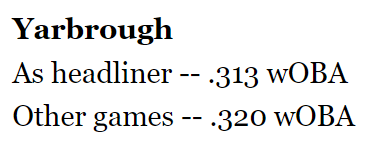 Yarbrough
As headliner -- .313 wOBA
Other games -- .320 wOBA